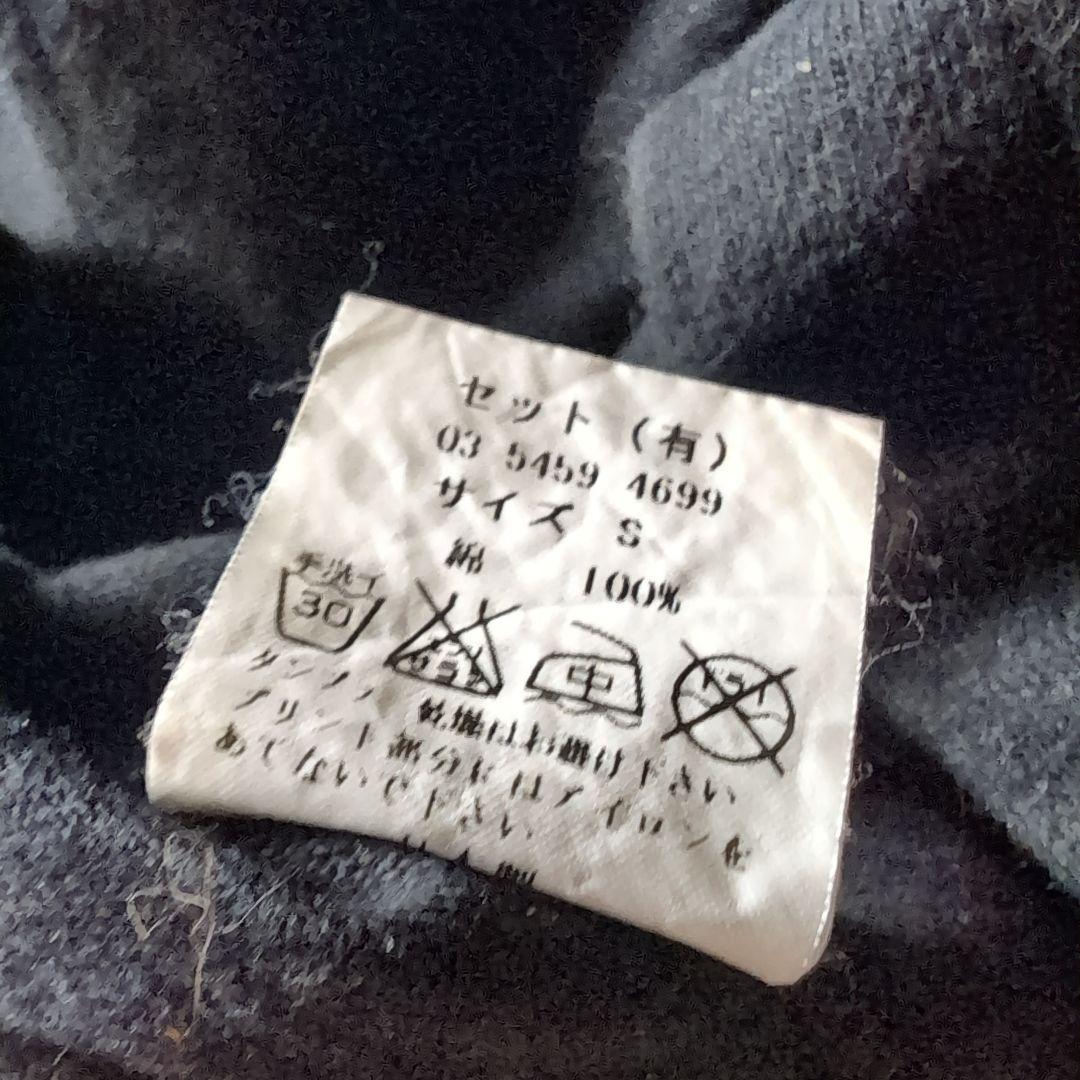 セット (有)
03 5459 4699
サイズ S
綿 100%
手洗イ 30 中 ドライ
タンブラ 乾燥はお避け下さい
プリント部分にはアイロンを
あてないで下さい